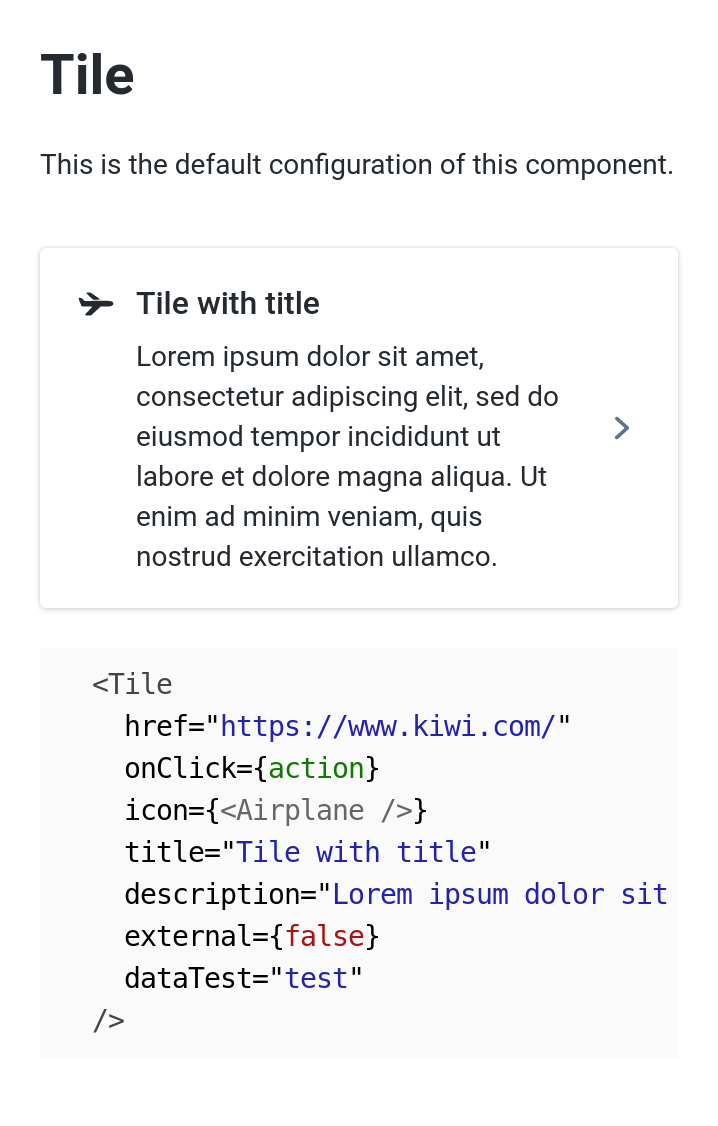 Tile
This is the default configuration of this component.
Tile with title
Lorem ipsum dolor sit amet,
consectetur adipiscing elit, sed do
eiusmod tempor incididunt ut
labore et dolore magna aliqua. Ut
enim ad minim veniam, quis
nostrud exercitation ullamco.
<Tile
  href="https://www.kiwi.com/"
  onClick={action}
  icon={<Airplane />}
  title="Tile with title"
  description="Lorem ipsum dolor sit
  external={false}
  dataTest="test"
/>